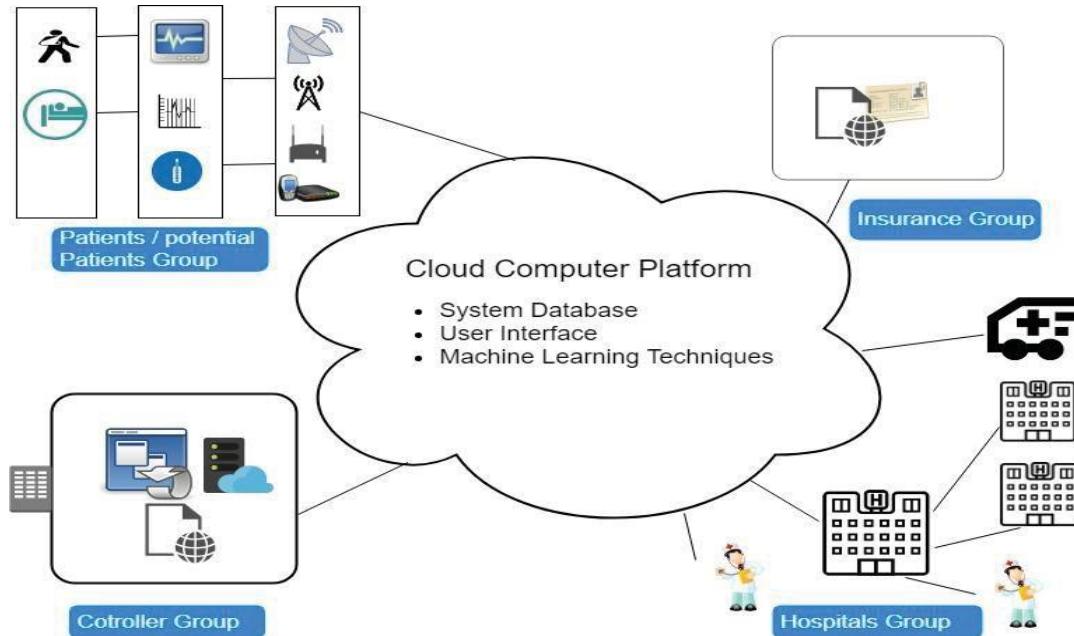 Patients / potential
Patients Group
Insurance Group
Cloud Computer Platform
• System Database
• User Interface
• Machine Learning Techniques
H
H
H
Cotroller Group
Hospitals Group